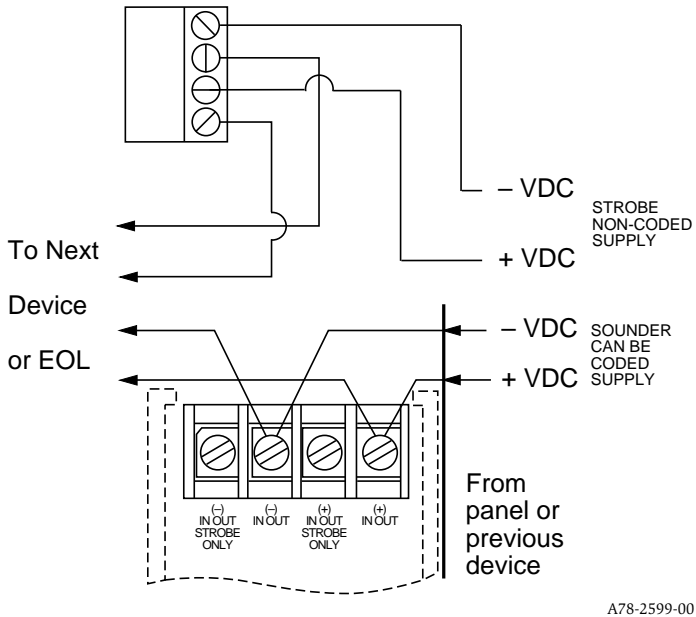 – VDC
STROBE
NON-CODED
SUPPLY
+ VDC
To Next
Device
or EOL
– VDC
SOUNDER
CAN BE
CODED
SUPPLY
+ VDC
(–)
IN OUT
STROBE
ONLY
(–)
IN OUT
(+)
IN OUT
STROBE
ONLY
(+)
IN OUT
From
panel or
previous
device
A78-2599-00